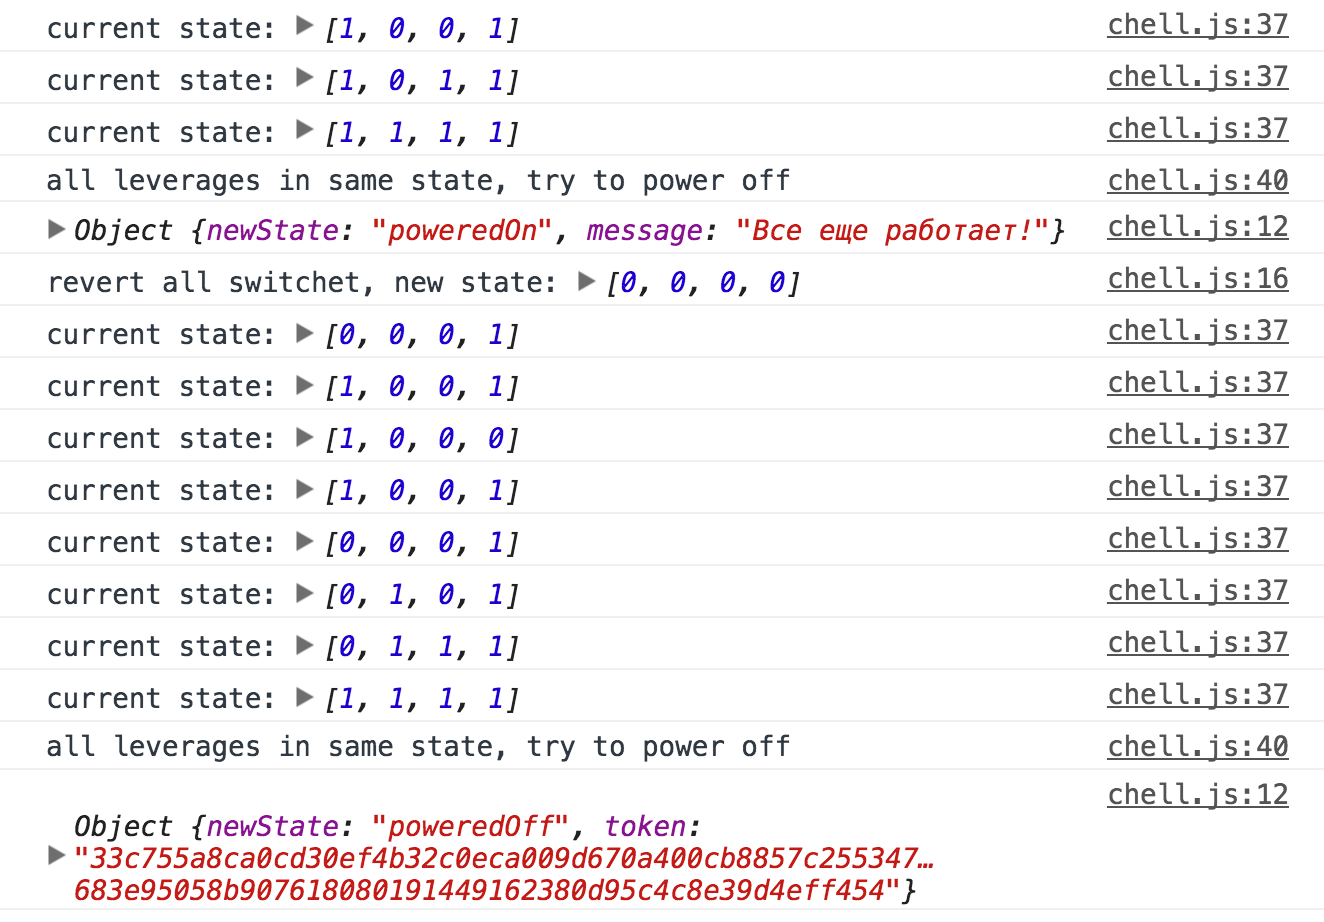 current state: ▶ [1, 0, 0, 1] chell.js:37
current state: ▶ [1, 0, 1, 1] chell.js:37
current state: ▶ [1, 1, 1, 1] chell.js:37
all leverages in same state, try to power off chell.js:40
▶ Object {newState: "poweredOn", message: "Все еще работает!"} chell.js:12
revert all switchet, new state: ▶ [0, 0, 0, 0] chell.js:16
current state: ▶ [0, 0, 0, 1] chell.js:37
current state: ▶ [1, 0, 0, 1] chell.js:37
current state: ▶ [1, 0, 0, 0] chell.js:37
current state: ▶ [1, 0, 0, 1] chell.js:37
current state: ▶ [0, 0, 0, 1] chell.js:37
current state: ▶ [0, 1, 0, 1] chell.js:37
current state: ▶ [0, 1, 1, 1] chell.js:37
current state: ▶ [1, 1, 1, 1] chell.js:37
all leverages in same state, try to power off chell.js:40
chell.js:12
Object {newState: "poweredOff", token:
▶ "33c755a8ca0cd30ef4b32c0eca009d670a400cb8857c255347…
683e95058b907618080191449162380d95c4c8e39d4eff454"}